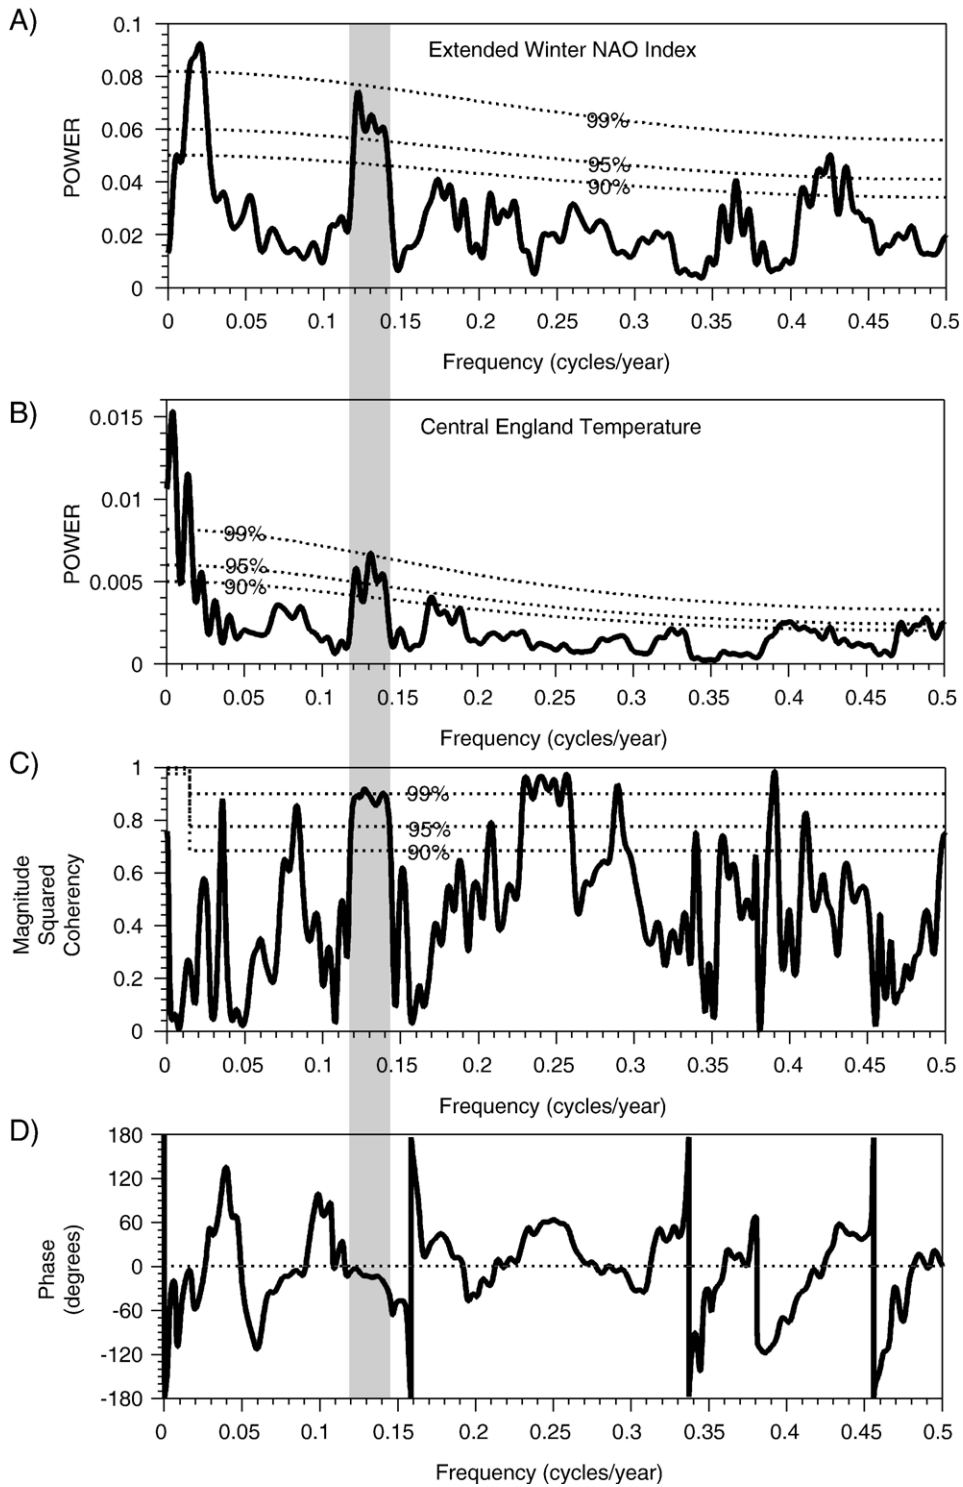 A)
Extended Winter NAO Index
0.1
0.08
0.06
0.04
0.02
0
POWER
99%
95%
90%
0 0.05 0.1 0.15 0.2 0.25 0.3 0.35 0.4 0.45 0.5
Frequency (cycles/year)
B)
Central England Temperature
0.015
0.01
0.005
0
POWER
99%
95%
90%
0 0.05 0.1 0.15 0.2 0.25 0.3 0.35 0.4 0.45 0.5
Frequency (cycles/year)
C)
1
0.8
0.6
0.4
0.2
0
Magnitude
Squared
Coherency
99%
95%
90%
0 0.05 0.1 0.15 0.2 0.25 0.3 0.35 0.4 0.45 0.5
Frequency (cycles/year)
D)
180
120
60
0
-60
-120
-180
Phase
(degrees)
0 0.05 0.1 0.15 0.2 0.25 0.3 0.35 0.4 0.45 0.5
Frequency (cycles/year)